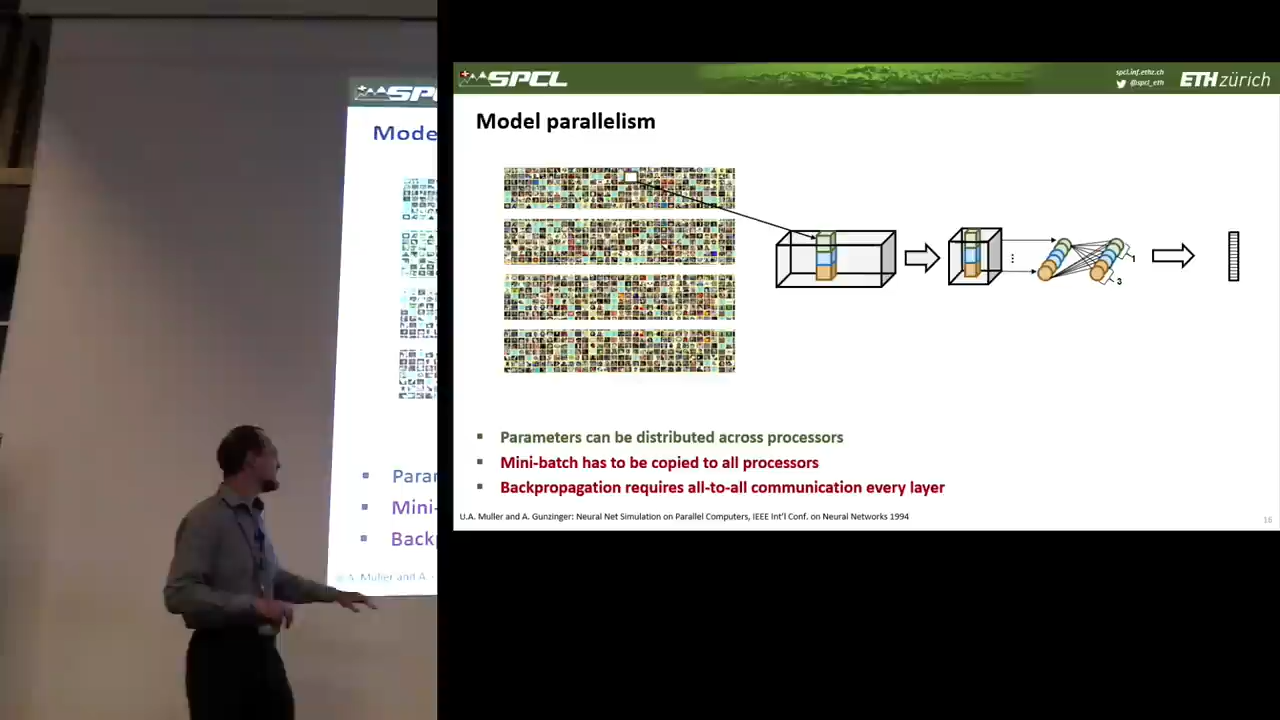 SPC
Mode
Para
Mini-
Back
A. Muller and A.
SPCL
spcl.inf.ethz.ch
@spcl_eth
ETH zürich
Model parallelism
⋮
1
3
▪ Parameters can be distributed across processors
▪ Mini-batch has to be copied to all processors
▪ Backpropagation requires all-to-all communication every layer
U.A. Muller and A. Gunzinger: Neural Net Simulation on Parallel Computers, IEEE Int'l Conf. on Neural Networks 1994
16